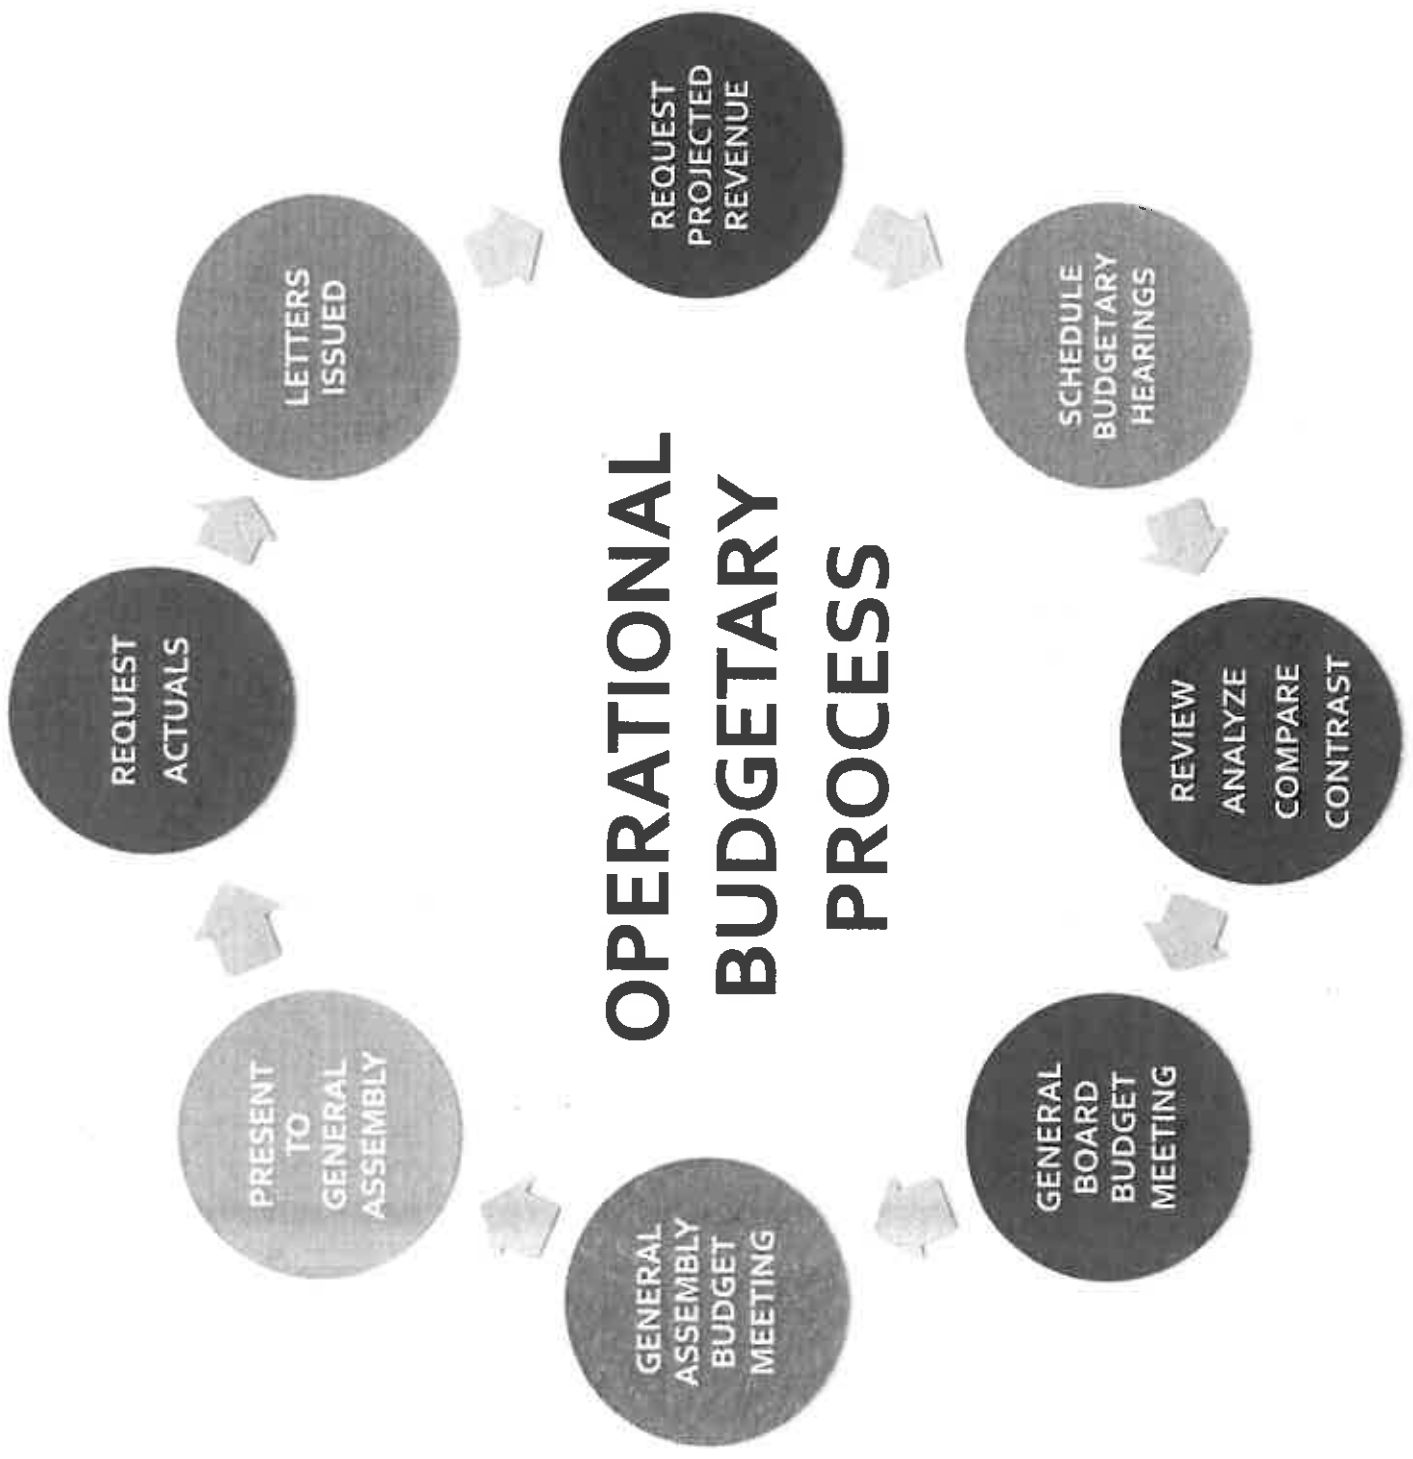 OPERATIONAL
BUDGETARY
PROCESS
REQUEST
ACTUALS
LETTERS
ISSUED
REQUEST
PROJECTED
REVENUE
SCHEDULE
BUDGETARY
HEARINGS
REVIEW
ANALYZE
COMPARE
CONTRAST
GENERAL
BOARD
BUDGET
MEETING
GENERAL
ASSEMBLY
BUDGET
MEETING
PRESENT
TO
GENERAL
ASSEMBLY